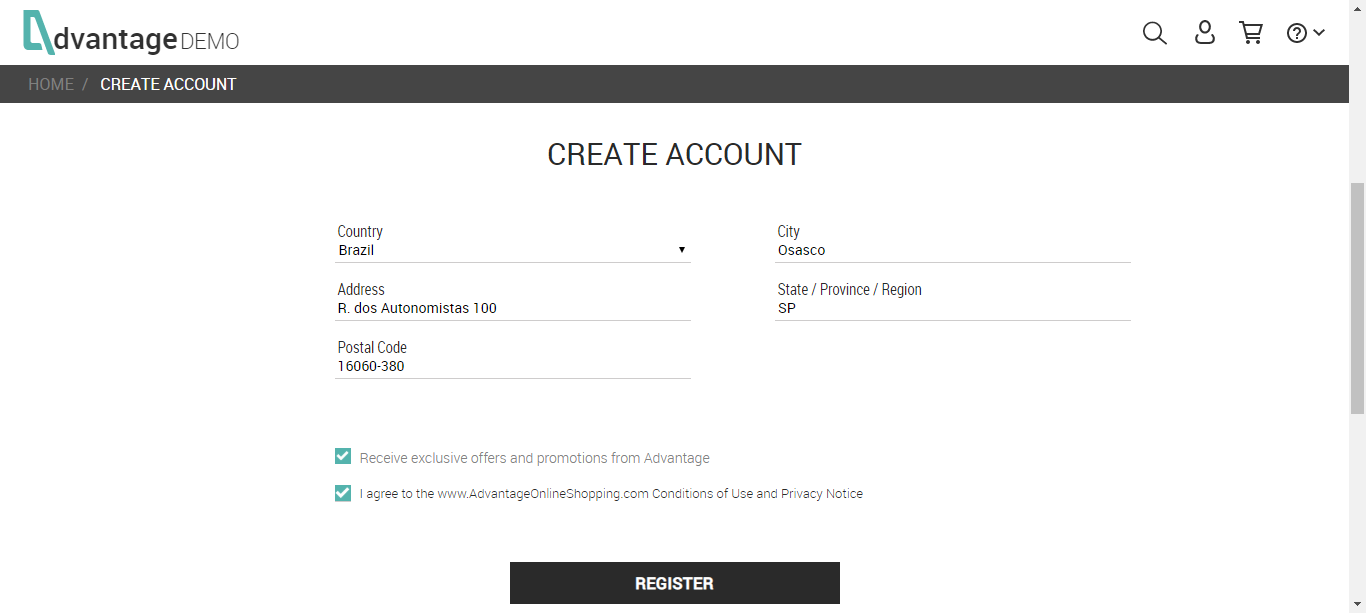 Advantage DEMO
HOME / CREATE ACCOUNT
CREATE ACCOUNT
Country
Brazil
City
Osasco
Address
R. dos Autonomistas 100
State / Province / Region
SP
Postal Code
16060-380
Receive exclusive offers and promotions from Advantage
I agree to the www.AdvantageOnlineShopping.com Conditions of Use and Privacy Notice
REGISTER